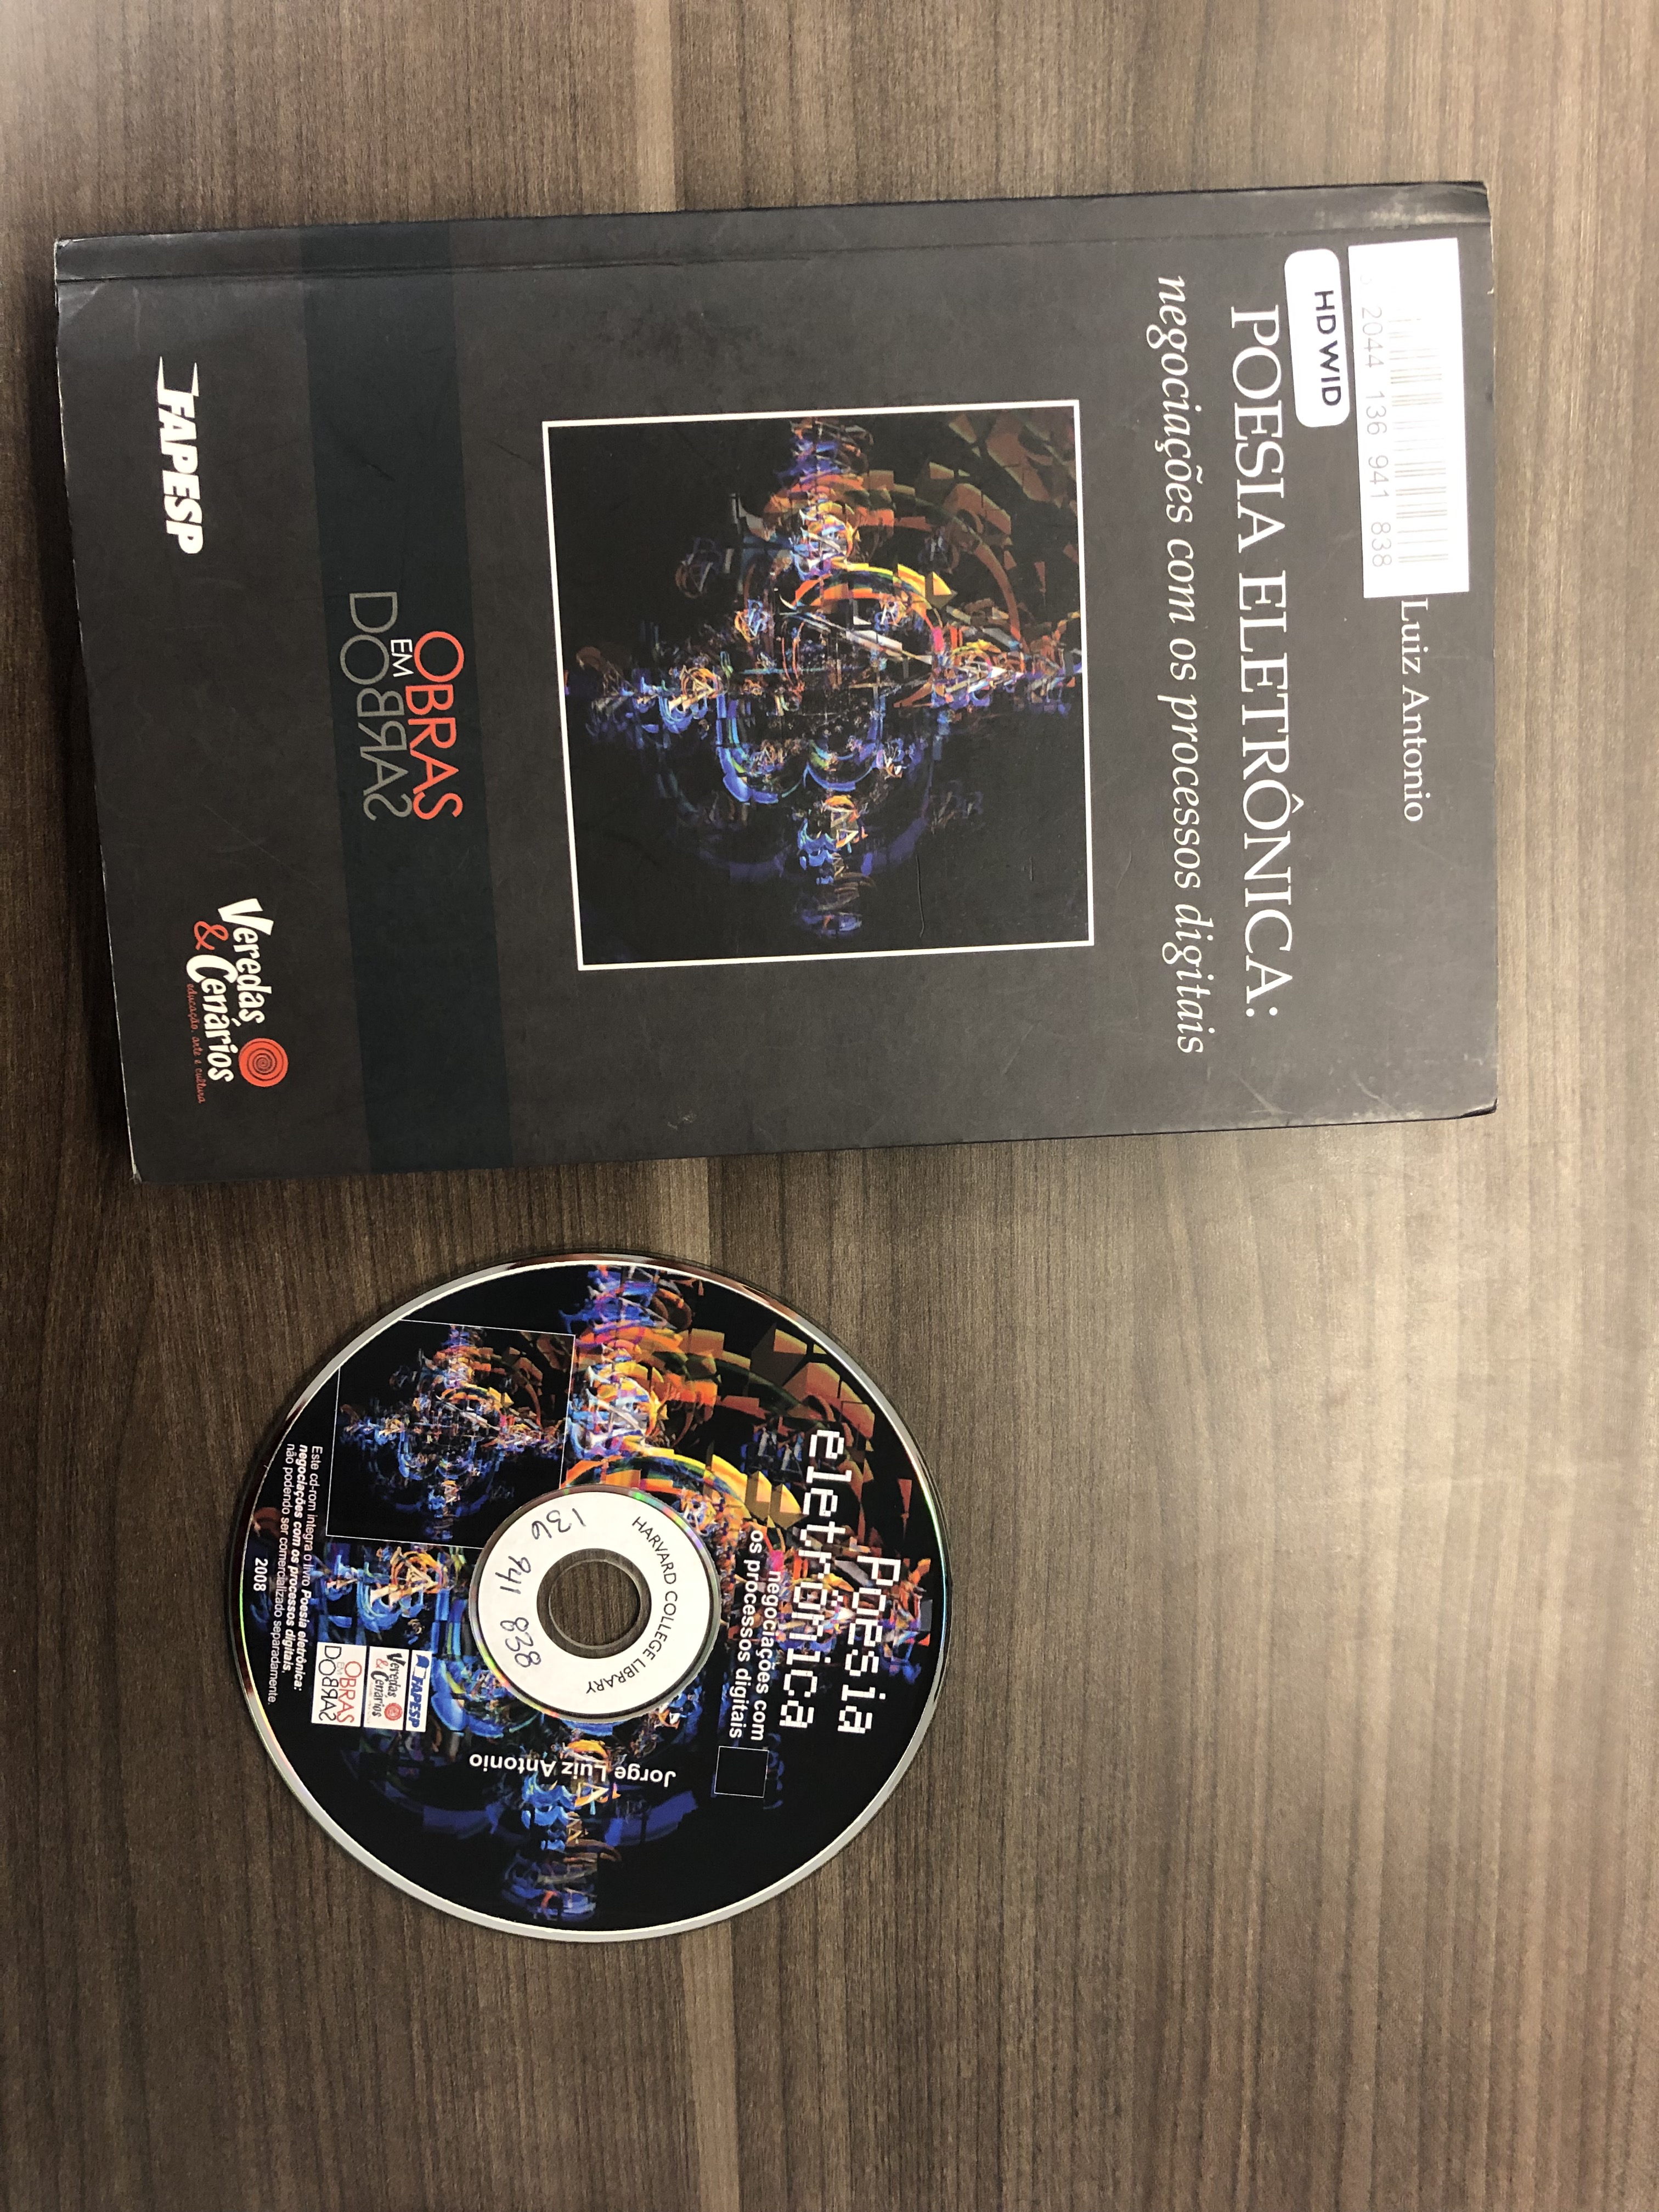 2044 136 941 838
Luiz Antonio
HD WID
POESIA ELETRÔNICA:
negociações com os processos digitais
OBRAS
EM
DOBRAS
FAPESP
Veredas
& Cenários
educação, arte e cultura
Poesia
eletrônica
negociações com
os processos digitais
HARVARD COLLEGE LIBRARY
136 941 838
Jorge Luiz Antonio
FAPESP
Veredas
& Cenários
OBRAS
EM
DOBRAS
Este cd-rom integra o livro Poesia eletrônica:
negociações com os processos digitais,
não podendo ser comercializado separadamente.
2008